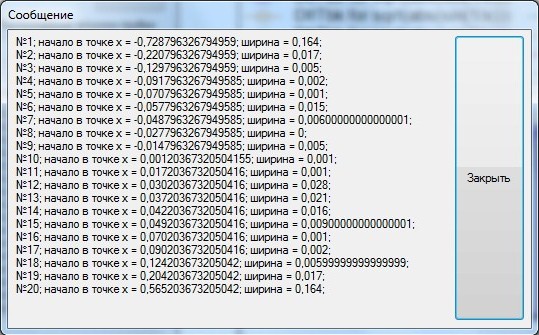 Сообщение
№1; начало в точке x = -0,728796326794959; ширина = 0,164;
№2; начало в точке x = -0,220796326794959; ширина = 0,017;
№3; начало в точке x = -0,129796326794959; ширина = 0,005;
№4; начало в точке x = -0,0917963267949585; ширина = 0,002;
№5; начало в точке x = -0,0707963267949585; ширина = 0,001;
№6; начало в точке x = -0,0577963267949585; ширина = 0,015;
№7; начало в точке x = -0,0487963267949585; ширина = 0,00600000000000001;
№8; начало в точке x = -0,0277963267949585; ширина = 0;
№9; начало в точке x = -0,0147963267949585; ширина = 0,005;
№10; начало в точке x = 0,00120367320504155; ширина = 0,001;
№11; начало в точке x = 0,0172036732050416; ширина = 0,001;
№12; начало в точке x = 0,0302036732050416; ширина = 0,028;
№13; начало в точке x = 0,0372036732050416; ширина = 0,021;
№14; начало в точке x = 0,0422036732050416; ширина = 0,016;
№15; начало в точке x = 0,0492036732050416; ширина = 0,00900000000000001;
№16; начало в точке x = 0,0702036732050416; ширина = 0,001;
№17; начало в точке x = 0,0902036732050416; ширина = 0,002;
№18; начало в точке x = 0,124203673205042; ширина = 0,00599999999999999;
№19; начало в точке x = 0,204203673205042; ширина = 0,017;
№20; начало в точке x = 0,565203673205042; ширина = 0,164;
Закрыть